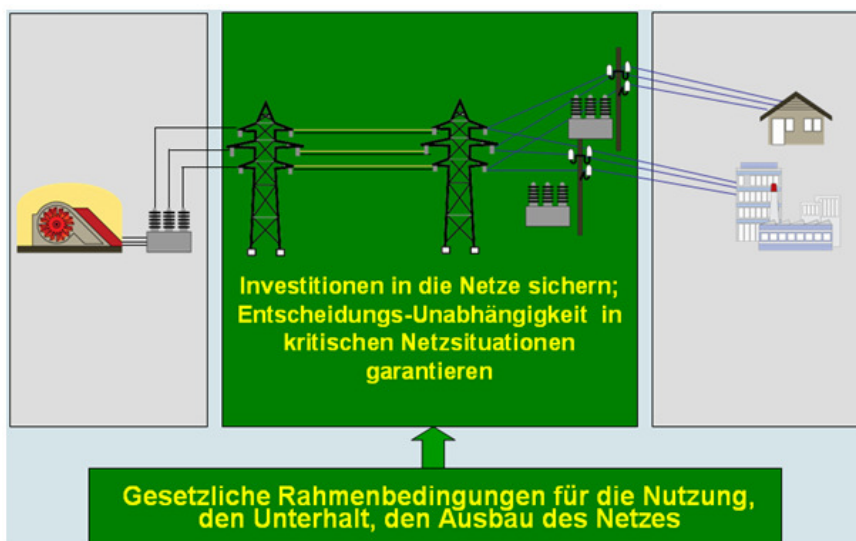 Investitionen in die Netze sichern;
Entscheidungs-Unabhängigkeit in
kritischen Netzsituationen
garantieren
Gesetzliche Rahmenbedingungen für die Nutzung,
den Unterhalt, den Ausbau des Netzes